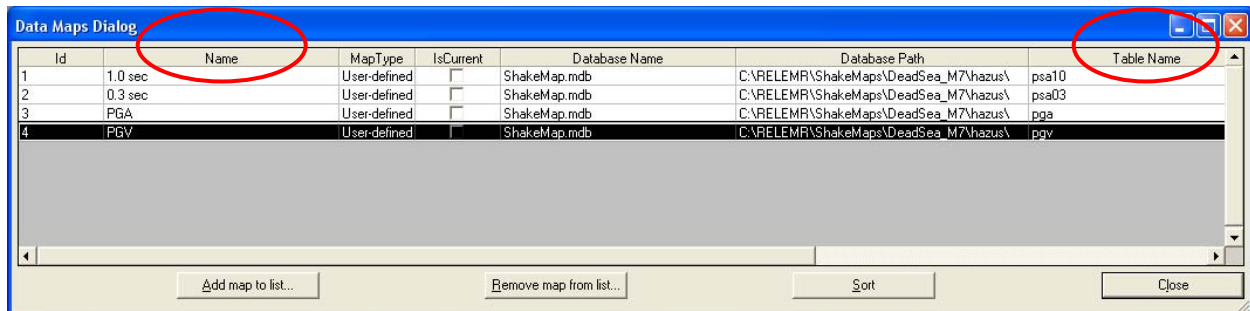 Data Maps Dialog
Id Name MapType IsCurrent Database Name Database Path Table Name
1 1.0 sec User-defined ShakeMap.mdb C:\RELEMR\ShakeMaps\DeadSea_M7\hazus\ psa10
2 0.3 sec User-defined ShakeMap.mdb C:\RELEMR\ShakeMaps\DeadSea_M7\hazus\ psa03
3 PGA User-defined ShakeMap.mdb C:\RELEMR\ShakeMaps\DeadSea_M7\hazus\ pga
4 PGV User-defined ShakeMap.mdb C:\RELEMR\ShakeMaps\DeadSea_M7\hazus\ pgv
Add map to list... Remove map from list... Sort Close